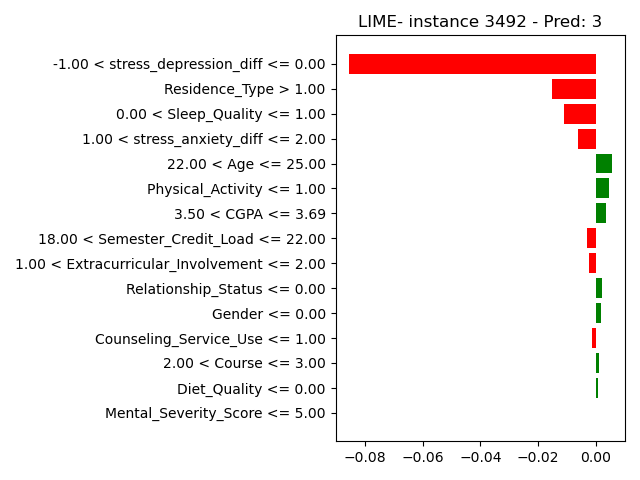 LIME- instance 3492 - Pred: 3
-1.00 < stress_depression_diff <= 0.00
Residence_Type > 1.00
0.00 < Sleep_Quality <= 1.00
1.00 < stress_anxiety_diff <= 2.00
22.00 < Age <= 25.00
Physical_Activity <= 1.00
3.50 < CGPA <= 3.69
18.00 < Semester_Credit_Load <= 22.00
1.00 < Extracurricular_Involvement <= 2.00
Relationship_Status <= 0.00
Gender <= 0.00
Counseling_Service_Use <= 1.00
2.00 < Course <= 3.00
Diet_Quality <= 0.00
Mental_Severity_Score <= 5.00
−0.08 −0.06 −0.04 −0.02 0.00